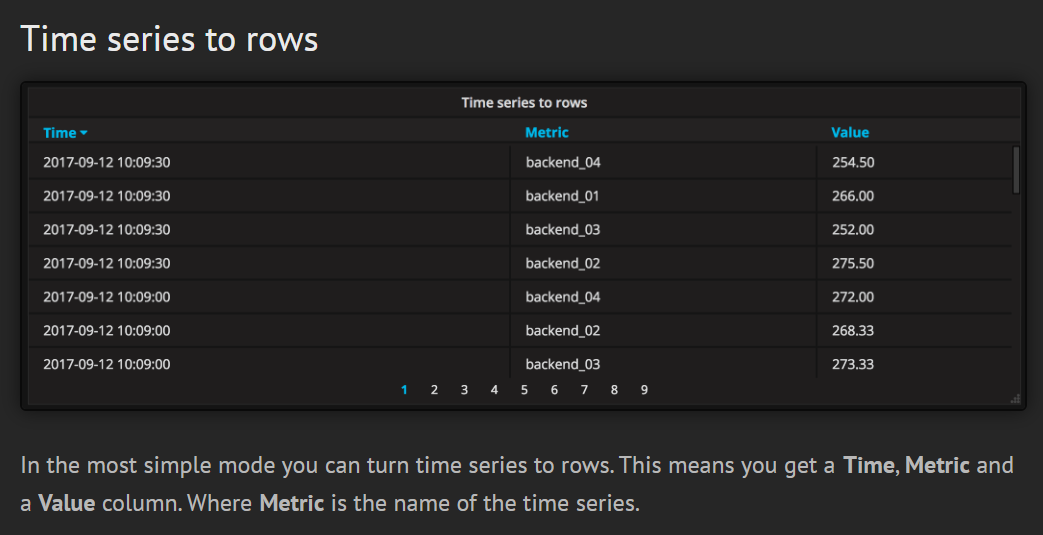 Time series to rows
Time series to rows
Time Metric Value
2017-09-12 10:09:30 backend_04 254.50
2017-09-12 10:09:30 backend_01 266.00
2017-09-12 10:09:30 backend_03 252.00
2017-09-12 10:09:30 backend_02 275.50
2017-09-12 10:09:00 backend_04 272.00
2017-09-12 10:09:00 backend_02 268.33
2017-09-12 10:09:00 backend_03 273.33
1 2 3 4 5 6 7 8 9
In the most simple mode you can turn time series to rows. This means you get a Time, Metric and
a Value column. Where Metric is the name of the time series.